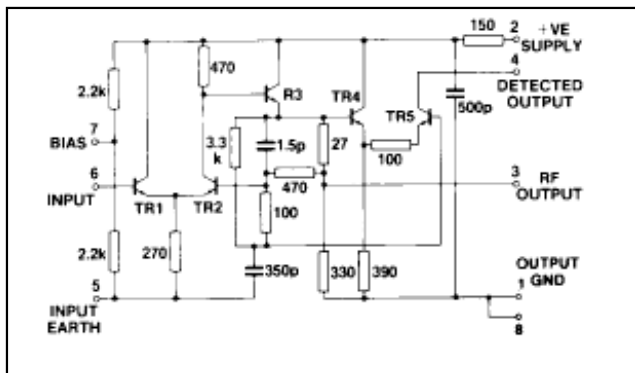 150
2
+VE
SUPPLY
4
DETECTED
OUTPUT
470
2.2k
R3
TR4
TR5
500p
7
BIAS
3.3
k
1.5p
27
100
6
INPUT
470
3
RF
OUTPUT
TR1
TR2
100
2.2k
270
350p
330
390
OUTPUT
GND
1
5
INPUT
EARTH
8